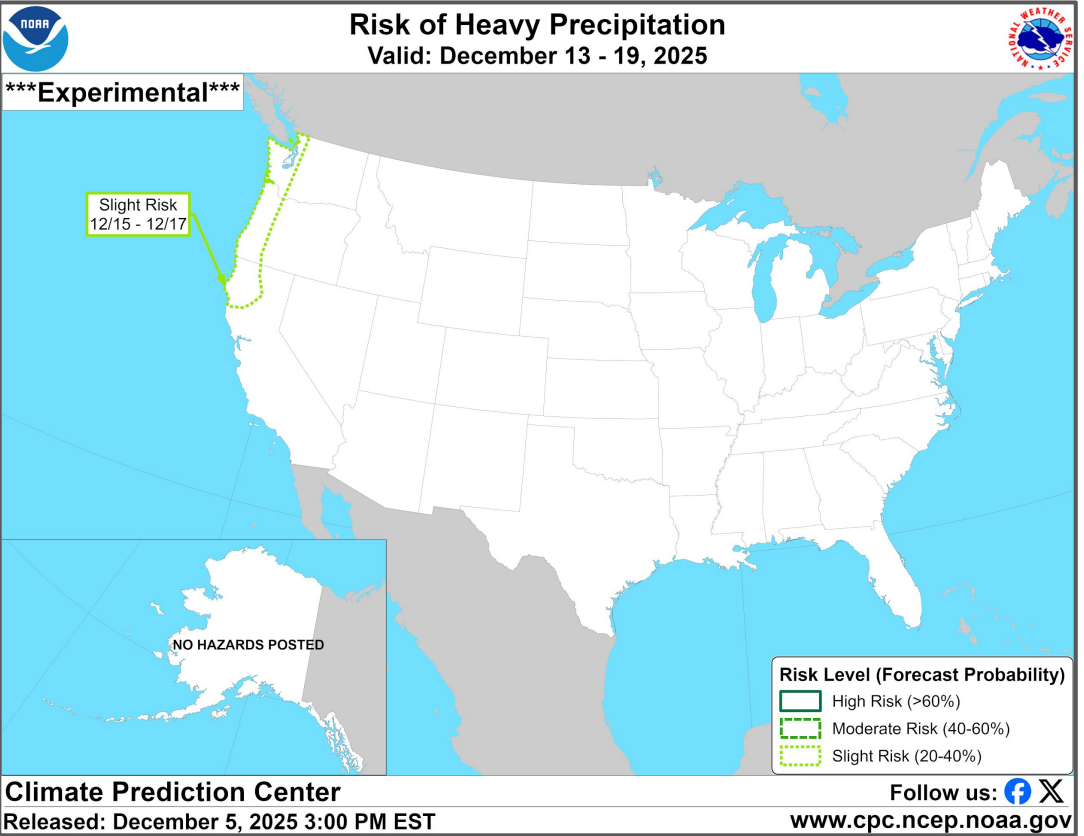 NOAA
Risk of Heavy Precipitation
Valid: December 13 - 19, 2025
NATIONAL WEATHER SERVICE
***Experimental***
Slight Risk
12/15 - 12/17
NO HAZARDS POSTED
Risk Level (Forecast Probability)
High Risk (>60%)
Moderate Risk (40-60%)
Slight Risk (20-40%)
Climate Prediction Center
Follow us:
Released: December 5, 2025 3:00 PM EST
www.cpc.ncep.noaa.gov